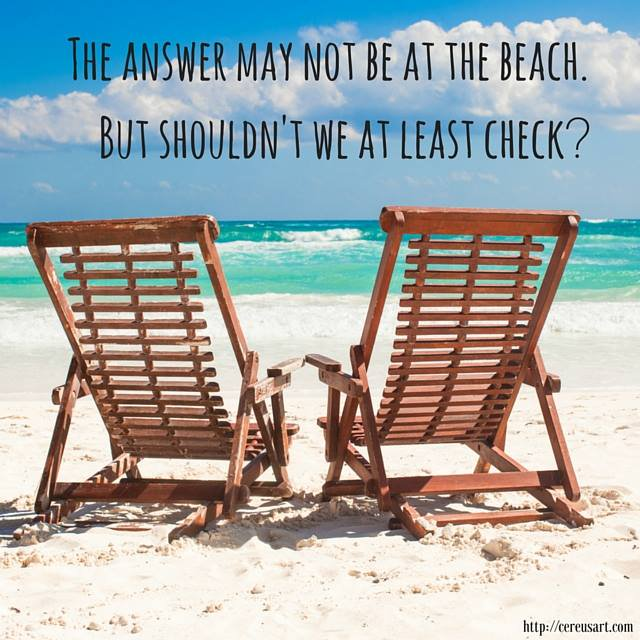 The answer may not be at the beach.
But shouldn't we at least check?
http://cereusart.com